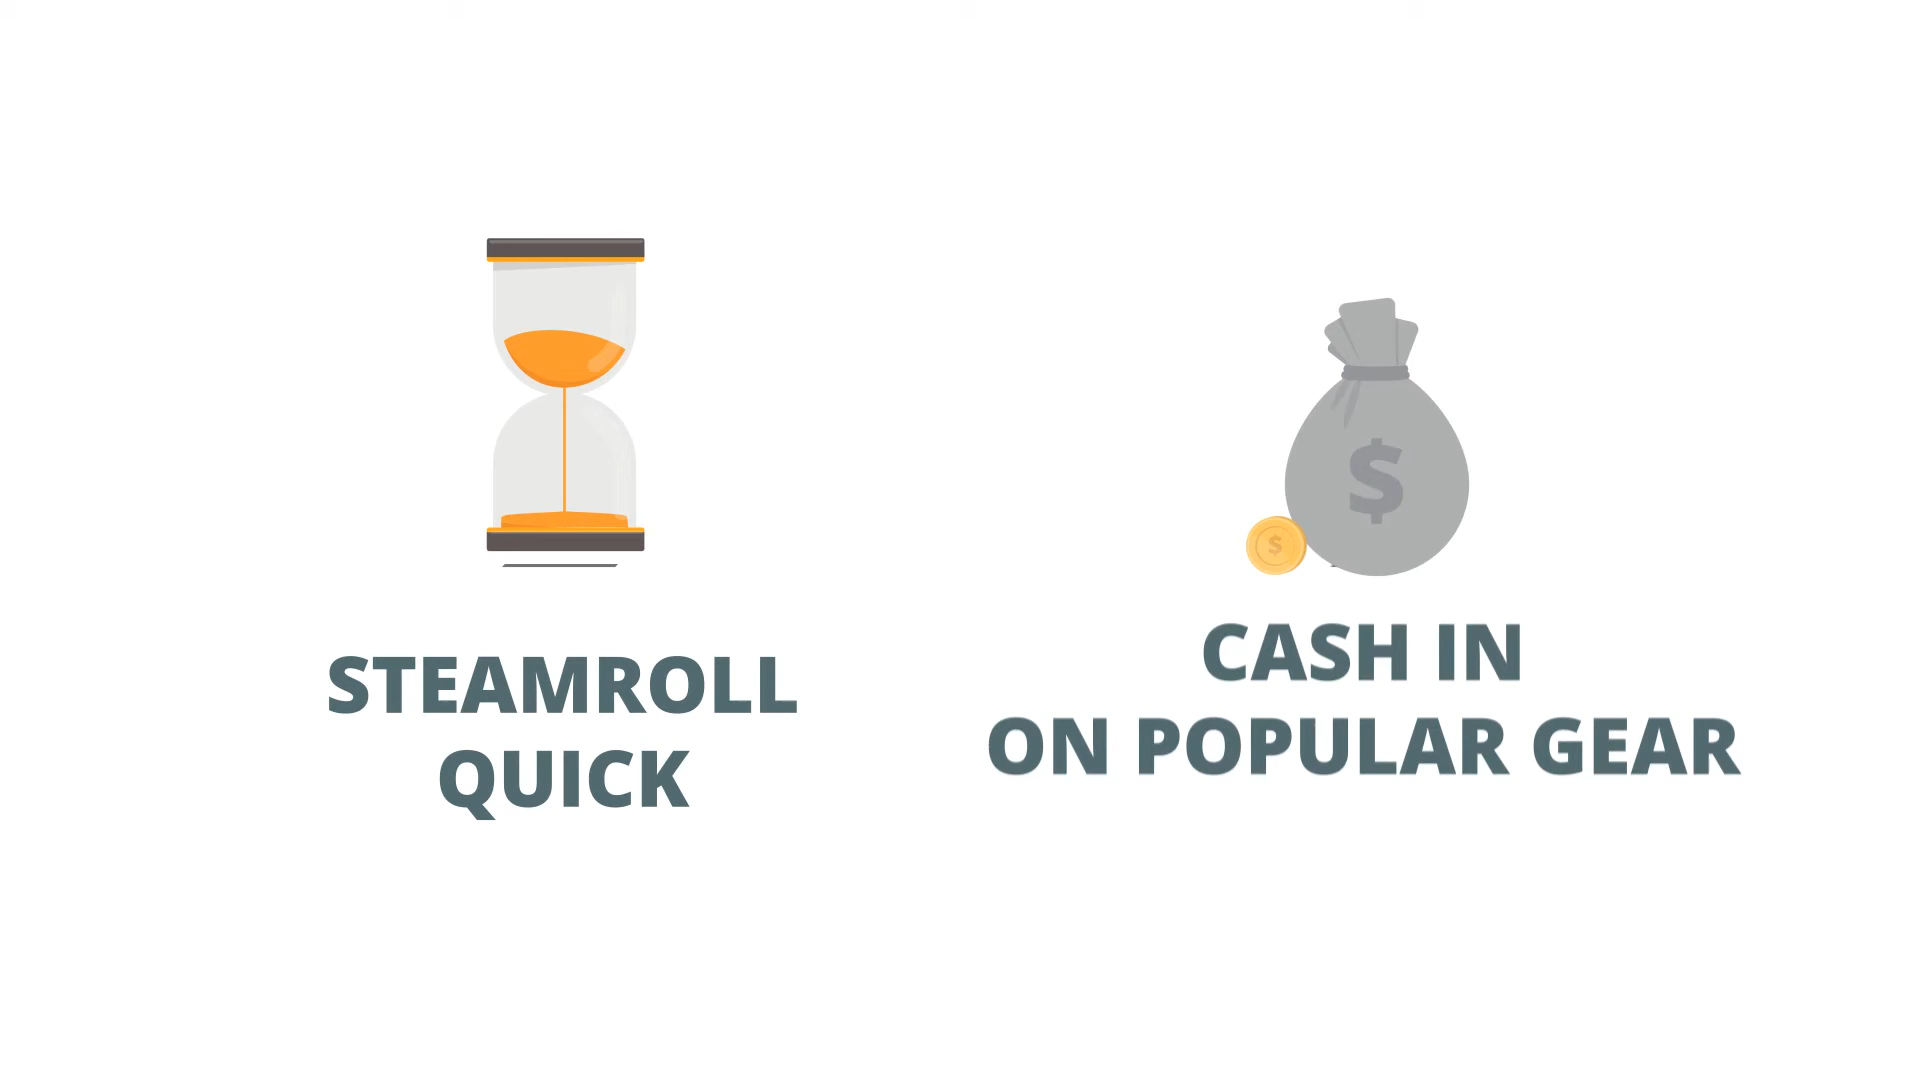 $
$
STEAMROLL
QUICK
CASH IN
ON POPULAR GEAR